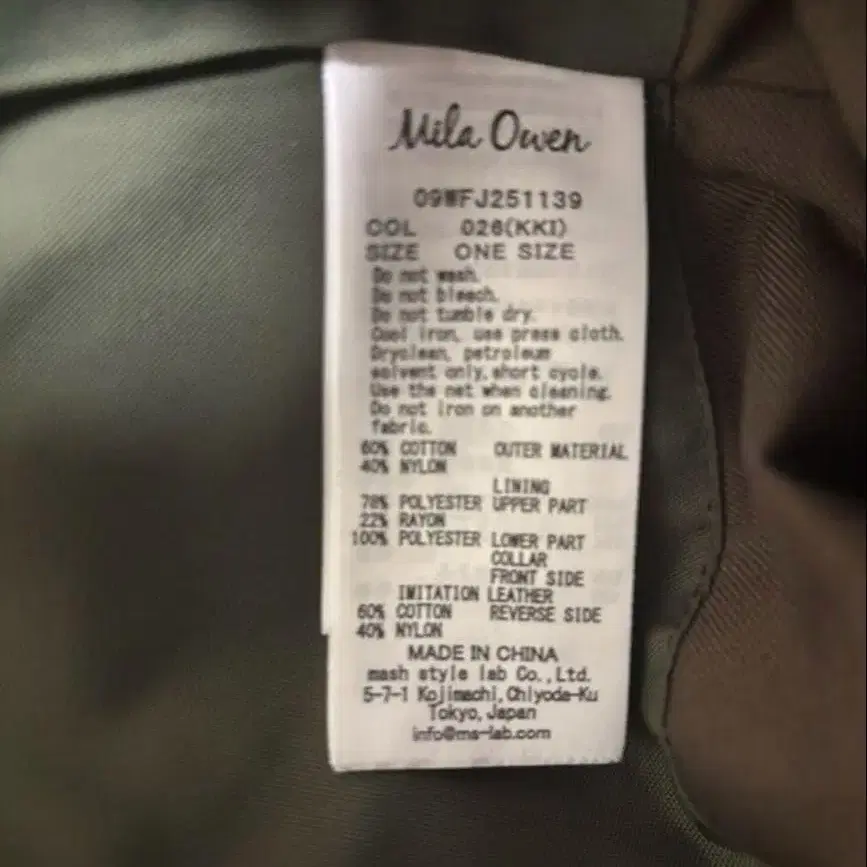 Mila Owen
09WFJ251139
COL 026(KKI)
SIZE ONE SIZE
Do not wash.
Do not bleach.
Do not tumble dry.
Cool iron, use press cloth.
Dryclean, petroleum
solvent only, short cycle.
Use the net when cleaning.
Do not iron on another
fabric.
60% COTTON OUTER MATERIAL
40% NYLON
LINING
78% POLYESTER UPPER PART
22% RAYON
100% POLYESTER LOWER PART
COLLAR
FRONT SIDE
IMITATION LEATHER
60% COTTON REVERSE SIDE
40% NYLON
MADE IN CHINA
mash style lab Co., Ltd.
5-7-1 Kojimachi, Chiyoda-Ku
Tokyo, Japan
info@ms-lab.com